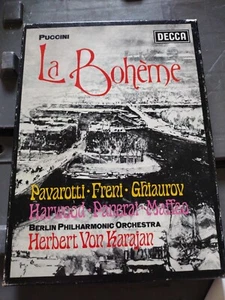 PUCCINI
DECCA
La Bohème
Pavarotti · Freni · Ghiaurov
Harwood Panerai Maffeo
BERLIN PHILHARMONIC ORCHESTRA
Herbert Von Karajan